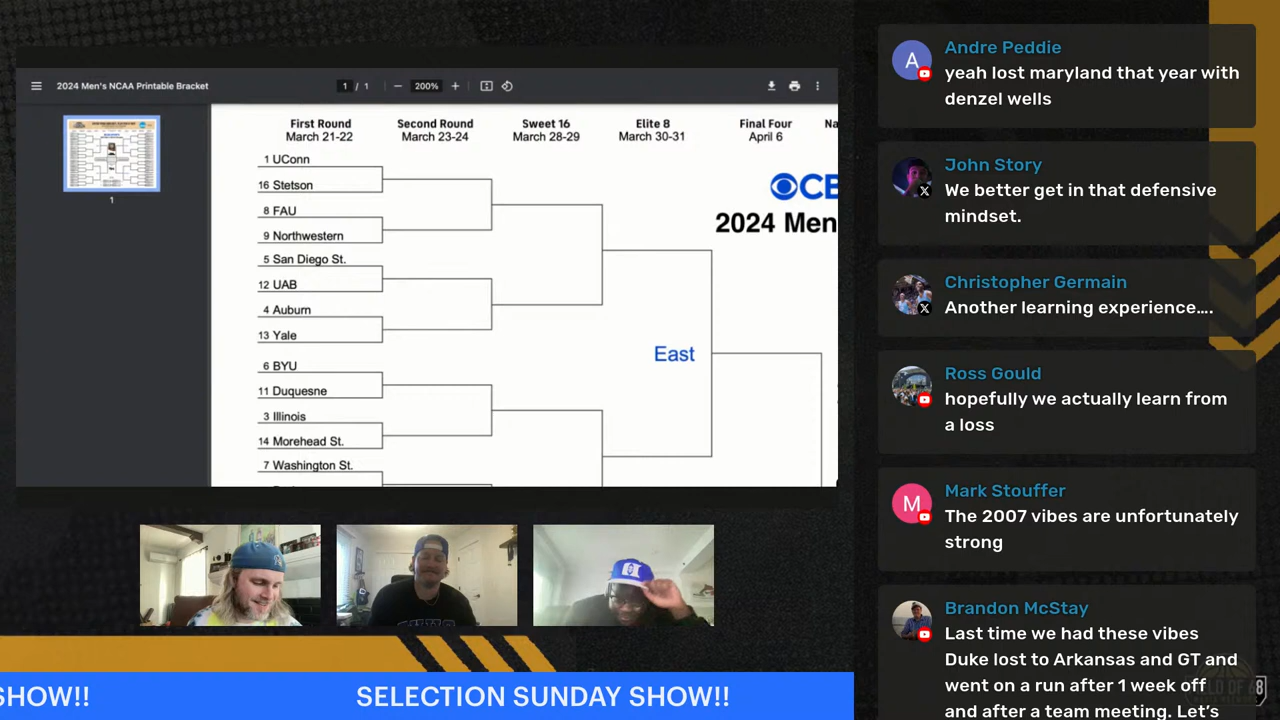 2024 Men's NCAA Printable Bracket
1 / 1
200%
1
First Round
March 21-22
Second Round
March 23-24
Sweet 16
March 28-29
Elite 8
March 30-31
Final Four
April 6
Na
1 UConn
16 Stetson
8 FAU
9 Northwestern
5 San Diego St.
12 UAB
4 Auburn
13 Yale
6 BYU
11 Duquesne
3 Illinois
14 Morehead St.
7 Washington St.
CB
2024 Men
East
SHOW!!
SELECTION SUNDAY SHOW!!
A
Andre Peddie
yeah lost maryland that year with
denzel wells
John Story
We better get in that defensive
mindset.
Christopher Germain
Another learning experience....
Ross Gould
hopefully we actually learn from
a loss
M
Mark Stouffer
The 2007 vibes are unfortunately
strong
Brandon McStay
Last time we had these vibes
Duke lost to Arkansas and GT and
went on a run after 1 week off
and after a team meeting. Let's